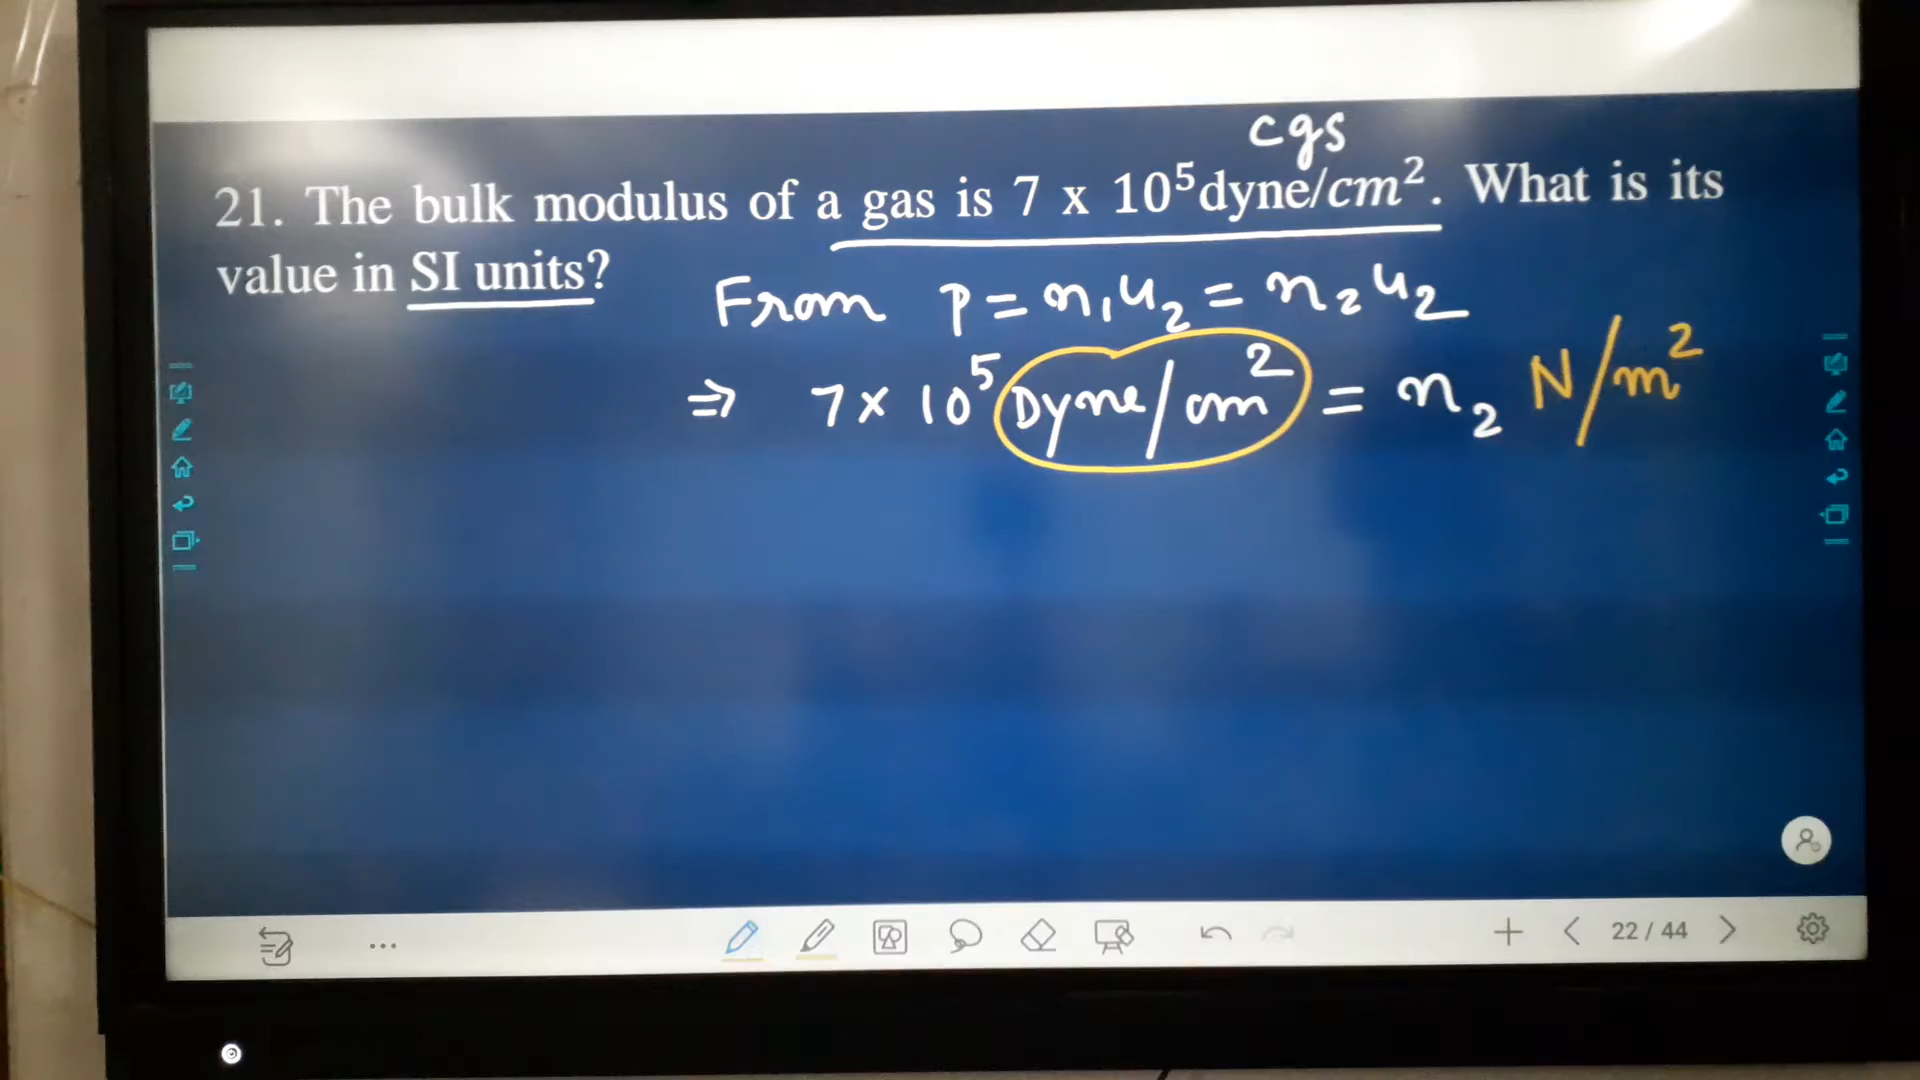 cgs
21. The bulk modulus of a gas is 7 x 10⁵dyne/cm². What is its
value in SI units?
From P = n₁u₂ = n₂u₂
⇒ 7 x 10⁵ Dyne/cm² = n₂ N/m²
22 / 44